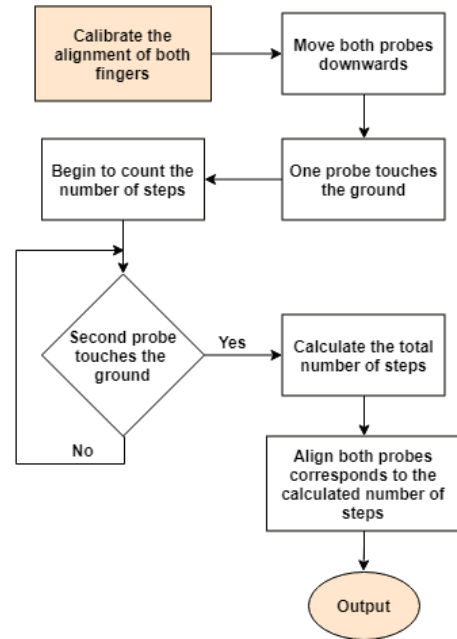 Calibrate the
alignment of both
fingers
Move both probes
downwards
One probe touches
the ground
Begin to count the
number of steps
Second probe
touches the
ground
Yes
No
Calculate the total
number of steps
Align both probes
corresponds to the
calculated number of
steps
Output